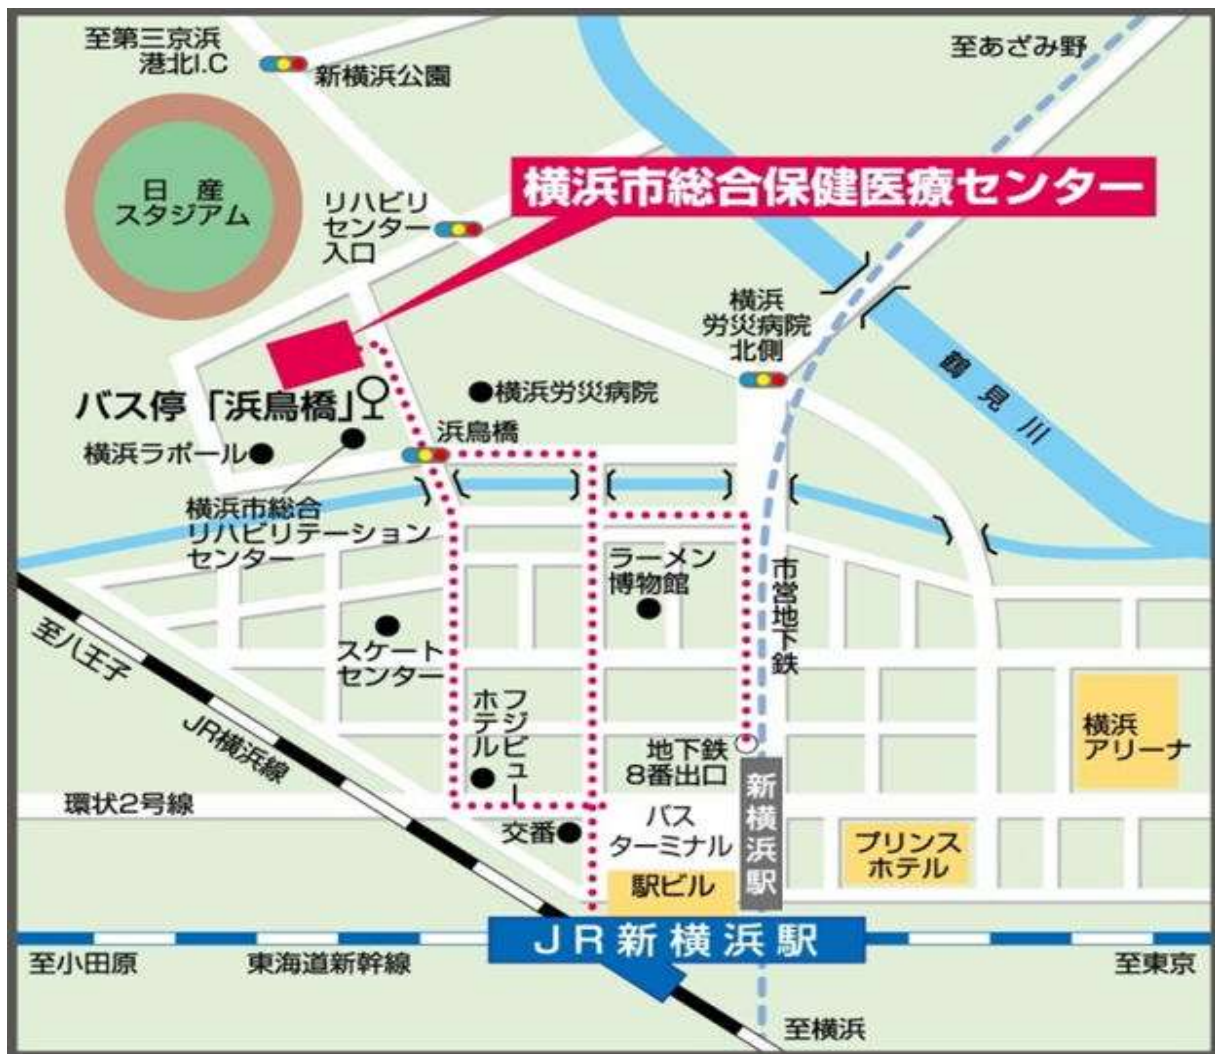 至第三京浜
港北I.C
新横浜公園
至あざみ野
日産
スタジアム
リハビリ
センター
入口
横浜市総合保健医療センター
横浜
労災病院
北側
鶴見川
バス停「浜鳥橋」
横浜労災病院
浜鳥橋
横浜ラポール
横浜市総合
リハビリテーション
センター
ラーメン
博物館
市営地下鉄
至八王子
スケート
センター
JR横浜線
フジビュー
ホテル
地下鉄
8番出口
横浜
アリーナ
環状2号線
交番
バス
ターミナル
新横浜駅
プリンス
ホテル
駅ビル
JR新横浜駅
至小田原
東海道新幹線
至東京
至横浜